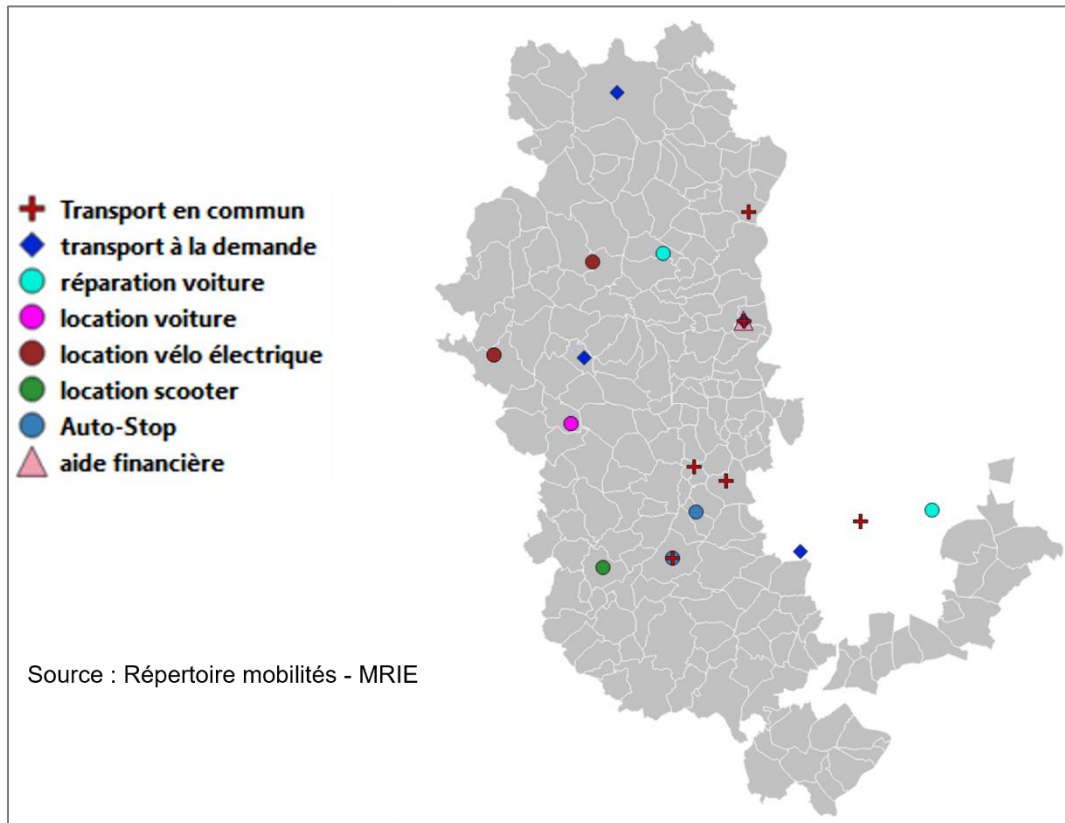 Transport en commun
transport à la demande
réparation voiture
location voiture
location vélo électrique
location scooter
Auto-Stop
aide financière
Source : Répertoire mobilités - MRIE